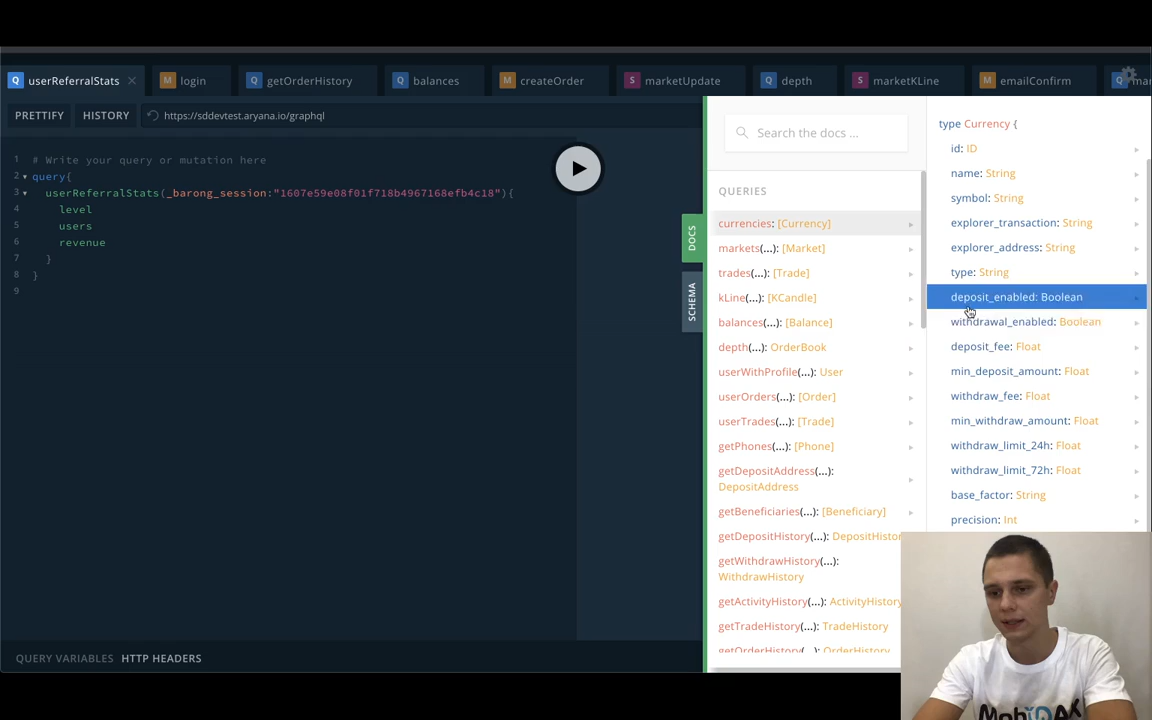 Q userReferralStats ×
M login
Q getOrderHistory
Q balances
M createOrder
S marketUpdate
Q depth
S marketKLine
M emailConfirm
Q
PRETTIFY HISTORY https://sddevtest.aryana.io/graphql
1 # Write your query or mutation here
2 query{
3 userReferralStats(_barong_session:"1607e59e08f01f718b4967168efb4c18"){
4 level
5 users
6 revenue
7 }
8 }
9
QUERY VARIABLES HTTP HEADERS
DOCS
SCHEMA
Search the docs ...
QUERIES
currencies: [Currency]
markets(...): [Market]
trades(...): [Trade]
kLine(...): [KCandle]
balances(...): [Balance]
depth(...): OrderBook
userWithProfile(...): User
userOrders(...): [Order]
userTrades(...): [Trade]
getPhones(...): [Phone]
getDepositAddress(...):
DepositAddress
getBeneficiaries(...): [Beneficiary]
getDepositHistory(...): DepositHistor
getWithdrawHistory(...):
WithdrawHistory
getActivityHistory(...): ActivityHistory
getTradeHistory(...): TradeHistory
getOrderHistory(...): OrderHistory
type Currency {
id: ID
name: String
symbol: String
explorer_transaction: String
explorer_address: String
type: String
deposit_enabled: Boolean
withdrawal_enabled: Boolean
deposit_fee: Float
min_deposit_amount: Float
withdraw_fee: Float
min_withdraw_amount: Float
withdraw_limit_24h: Float
withdraw_limit_72h: Float
base_factor: String
precision: Int